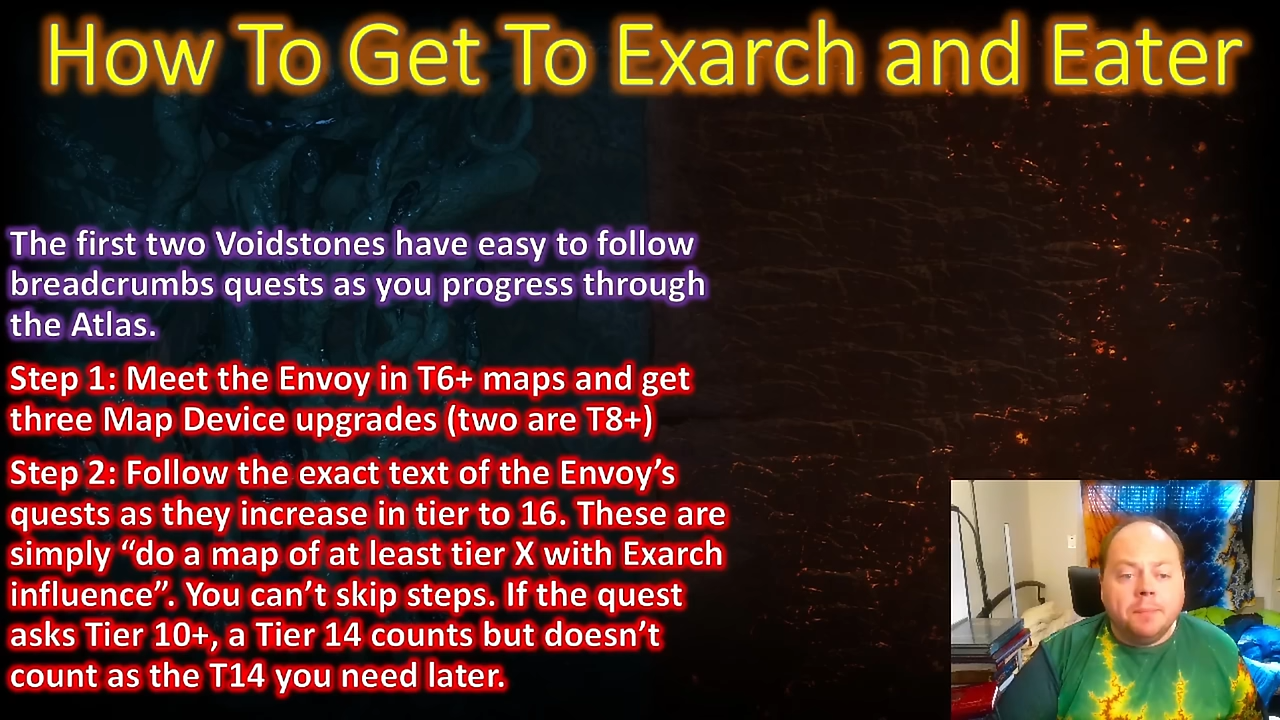 How To Get To Exarch and Eater
The first two Voidstones have easy to follow
breadcrumbs quests as you progress through
the Atlas.
Step 1: Meet the Envoy in T6+ maps and get
three Map Device upgrades (two are T8+)
Step 2: Follow the exact text of the Envoy’s
quests as they increase in tier to 16. These are
simply “do a map of at least tier X with Exarch
influence”. You can’t skip steps. If the quest
asks Tier 10+, a Tier 14 counts but doesn’t
count as the T14 you need later.